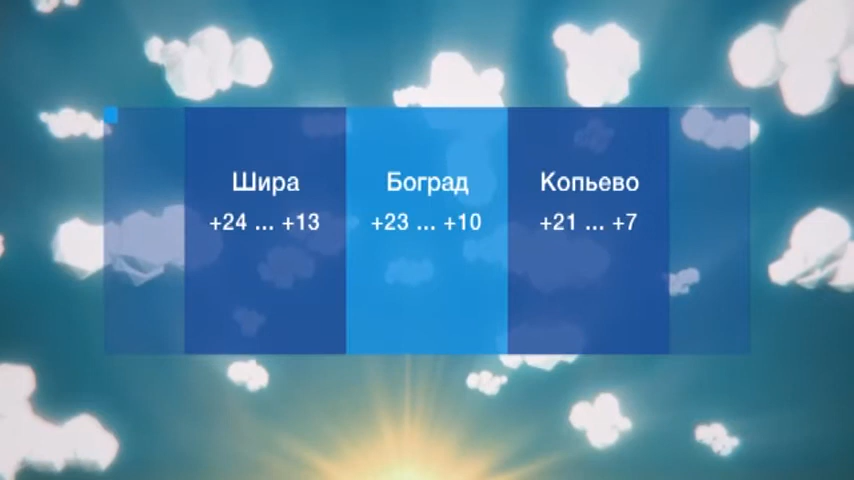 Шира
+24 ... +13
Боград
+23 ... +10
Копьево
+21 ... +7